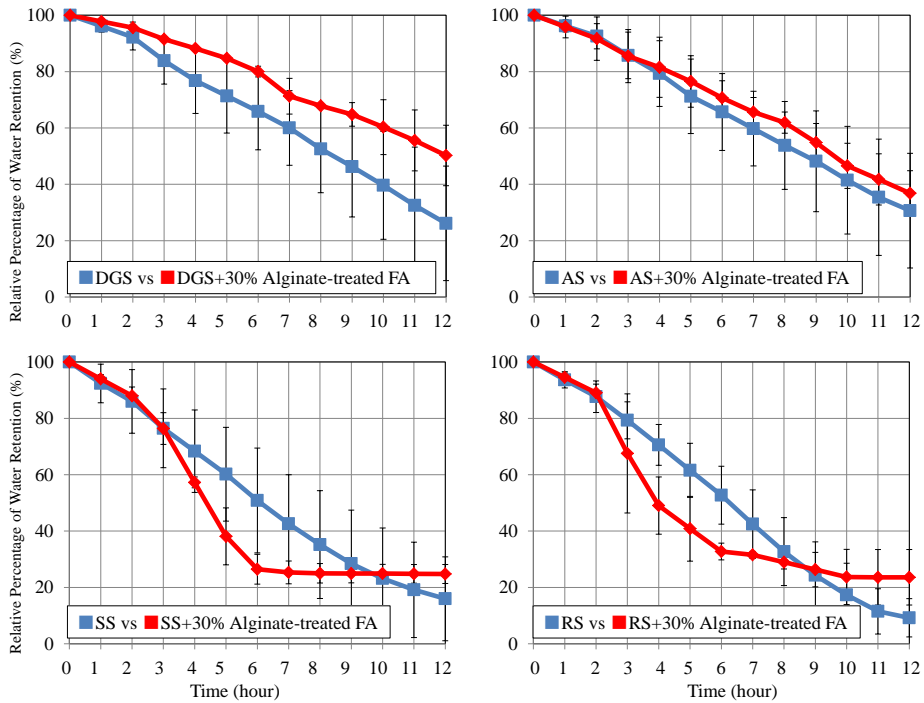 Relative Percentage of Water Retention (%)
100
80
60
40
20
0
DGS vs DGS+30% Alginate-treated FA
0 1 2 3 4 5 6 7 8 9 10 11 12
100
80
60
40
20
0
AS vs AS+30% Alginate-treated FA
0 1 2 3 4 5 6 7 8 9 10 11 12
Relative Percentage of Water Retention (%)
100
80
60
40
20
0
SS vs SS+30% Alginate-treated FA
0 1 2 3 4 5 6 7 8 9 10 11 12
Time (hour)
100
80
60
40
20
0
RS vs RS+30% Alginate-treated FA
0 1 2 3 4 5 6 7 8 9 10 11 12
Time (hour)